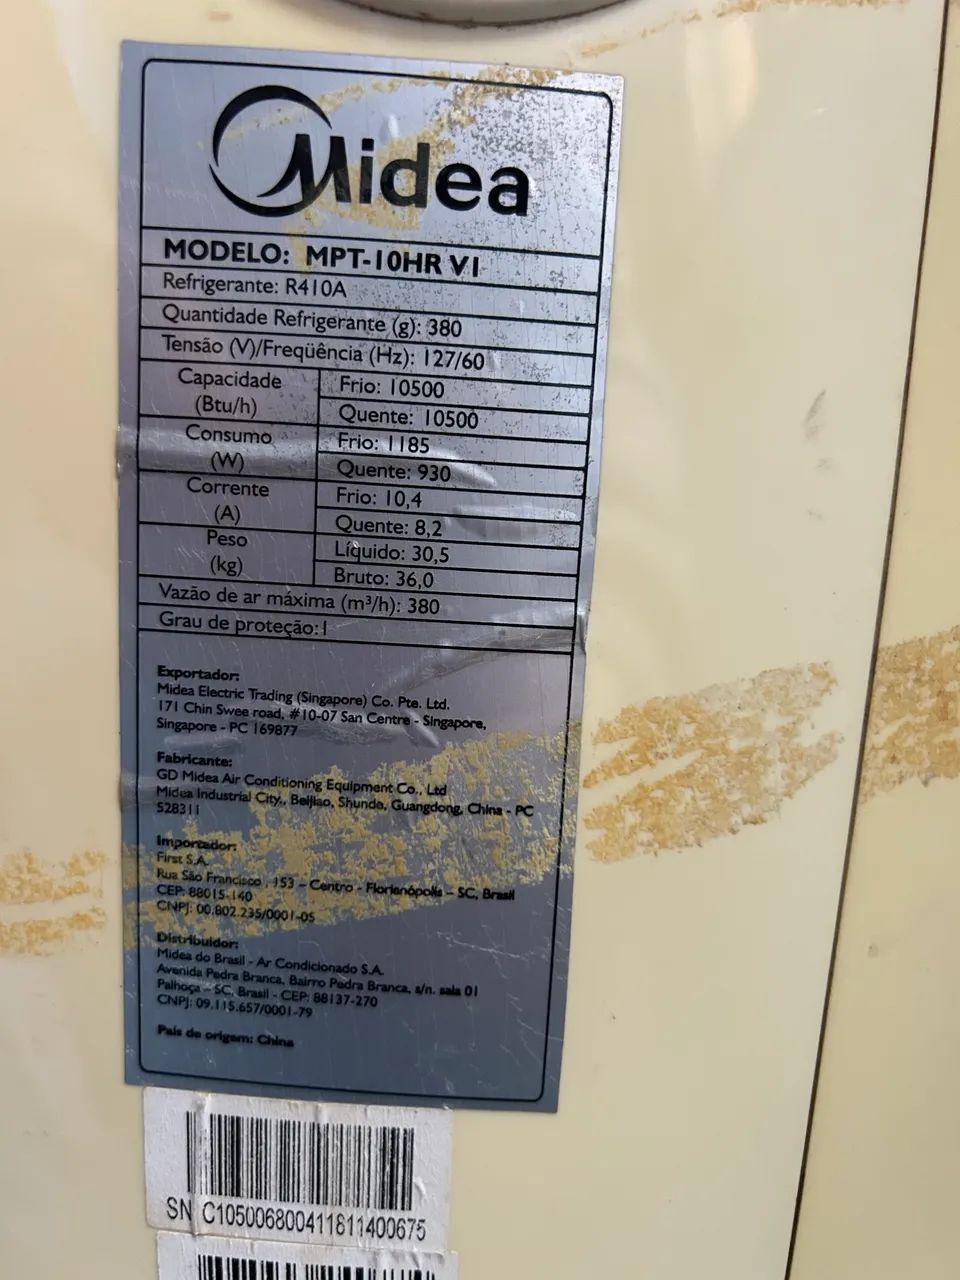 Midea
MODELO: MPT-10HR V1
Refrigerante: R410A
Quantidade Refrigerante (g): 380
Tensão (V)/Freqüência (Hz): 127/60
Capacidade (Btu/h)
Frio: 10500
Quente: 10500
Consumo (W)
Frio: 1185
Quente: 930
Corrente (A)
Frio: 10,4
Quente: 8,2
Peso (kg)
Líquido: 30,5
Bruto: 36,0
Vazão de ar máxima (m³/h): 380
Grau de proteção:I
Exportador:
Midea Electric Trading (Singapore) Co. Pte. Ltd.
171 Chin Swee road, #10-07 San Centre - Singapore,
Singapore - PC 169877
Fabricante:
GD Midea Air Conditioning Equipment Co., Ltd
Midea Industrial City,, Beijiao, Shunde, Guangdong, China - PC
528311
Importador:
First S.A.
Rua São Francisco , 153 – Centro - Florianópolis – SC, Brasil
CEP: 88015-140
CNPJ: 00.802.235/0001-05
Distribuidor:
Midea do Brasil - Ar Condicionado S.A.
Avenida Pedra Branca, Bairro Pedra Branca, s/n. sala 01
Palhoça – SC, Brasil - CEP: 88137-270
CNPJ: 09.115.657/0001-79
País de origem: China
SN C105006800411811400675